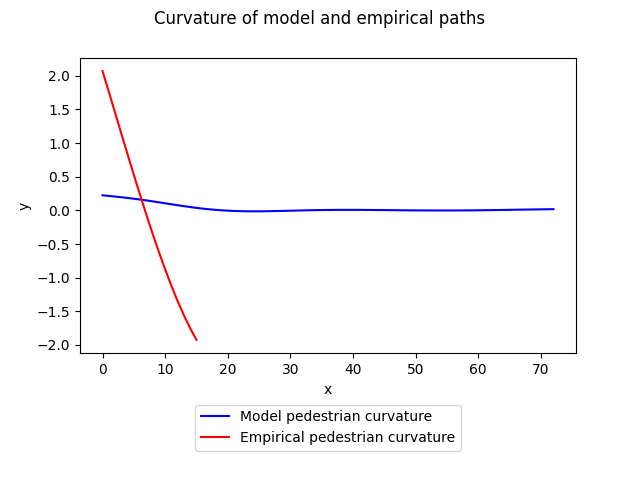 Curvature of model and empirical paths
2.0
1.5
1.0
0.5
0.0
−0.5
−1.0
−1.5
−2.0
y
0 10 20 30 40 50 60 70
x
Model pedestrian curvature
Empirical pedestrian curvature